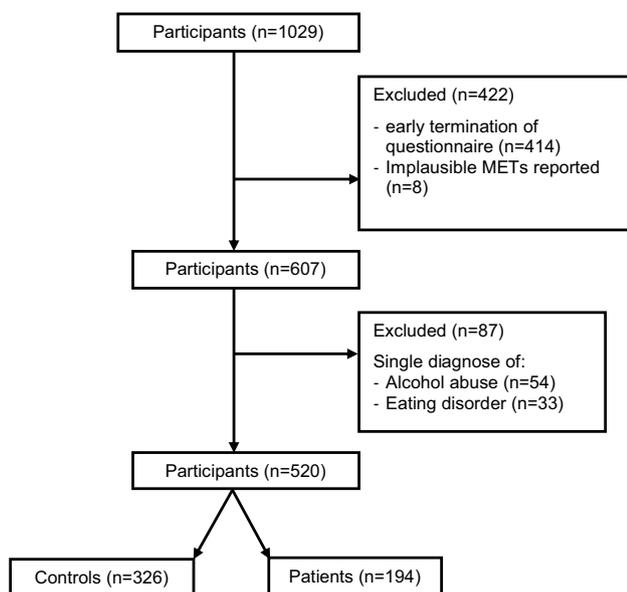 Participants (n=1029)
Excluded (n=422)
- early termination of
questionnaire (n=414)
- Implausible METs reported
(n=8)
Participants (n=607)
Excluded (n=87)
Single diagnose of:
- Alcohol abuse (n=54)
- Eating disorder (n=33)
Participants (n=520)
Controls (n=326)
Patients (n=194)